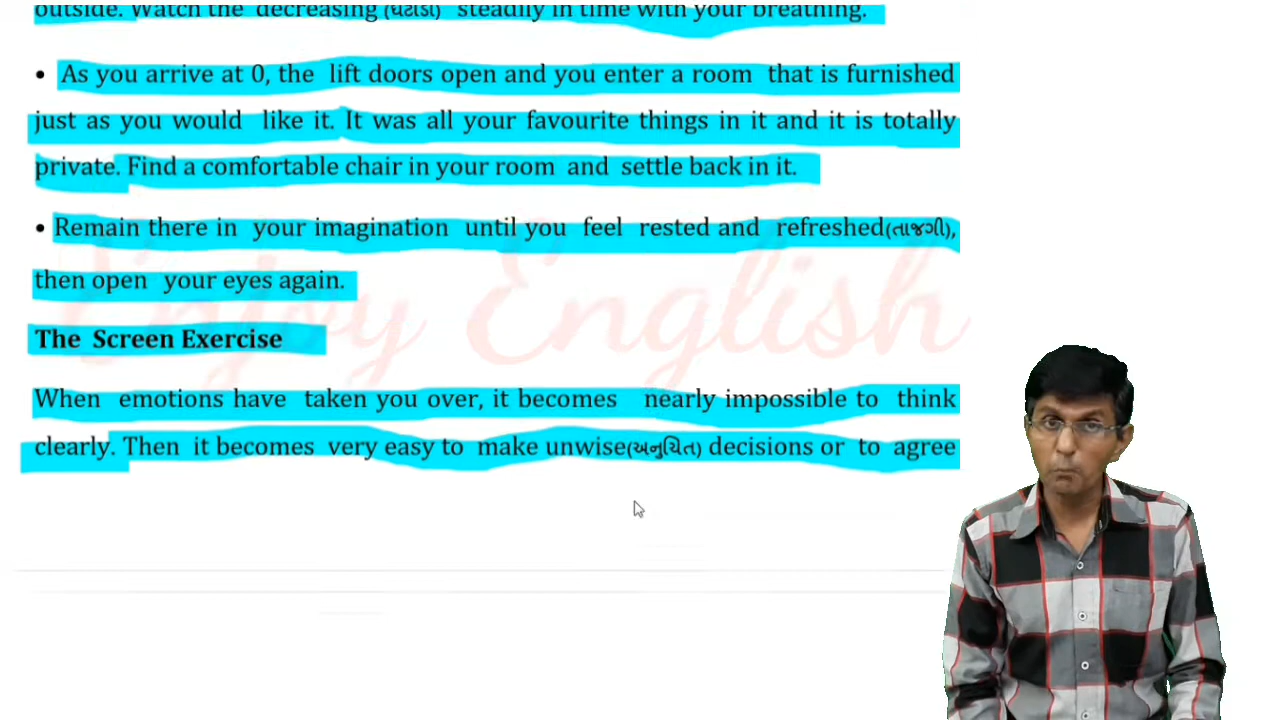 outside. Watch the decreasing (ઘટાડો) steadily in time with your breathing.
• As you arrive at 0, the lift doors open and you enter a room that is furnished
just as you would like it. It was all your favourite things in it and it is totally
private. Find a comfortable chair in your room and settle back in it.
• Remain there in your imagination until you feel rested and refreshed(તાજગી),
then open your eyes again.
Enjoy English
The Screen Exercise
When emotions have taken you over, it becomes nearly impossible to think
clearly. Then it becomes very easy to make unwise(અનુચિત) decisions or to agree